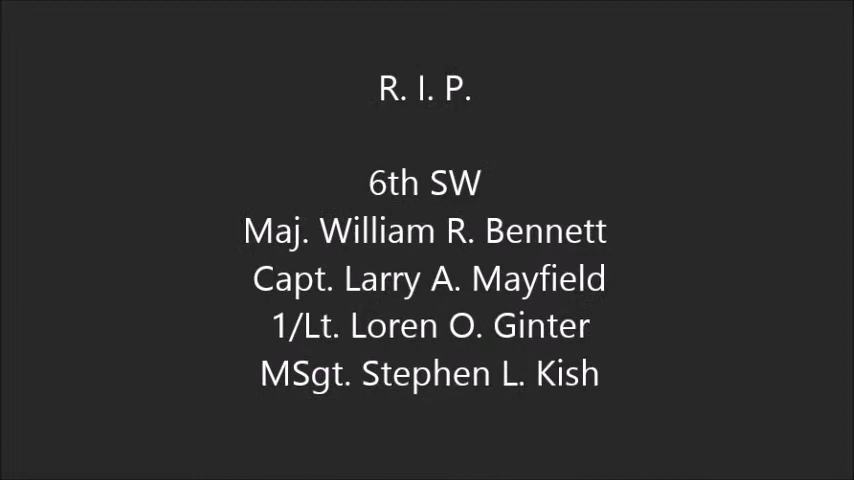 R. I. P.
6th SW
Maj. William R. Bennett
Capt. Larry A. Mayfield
1/Lt. Loren O. Ginter
MSgt. Stephen L. Kish